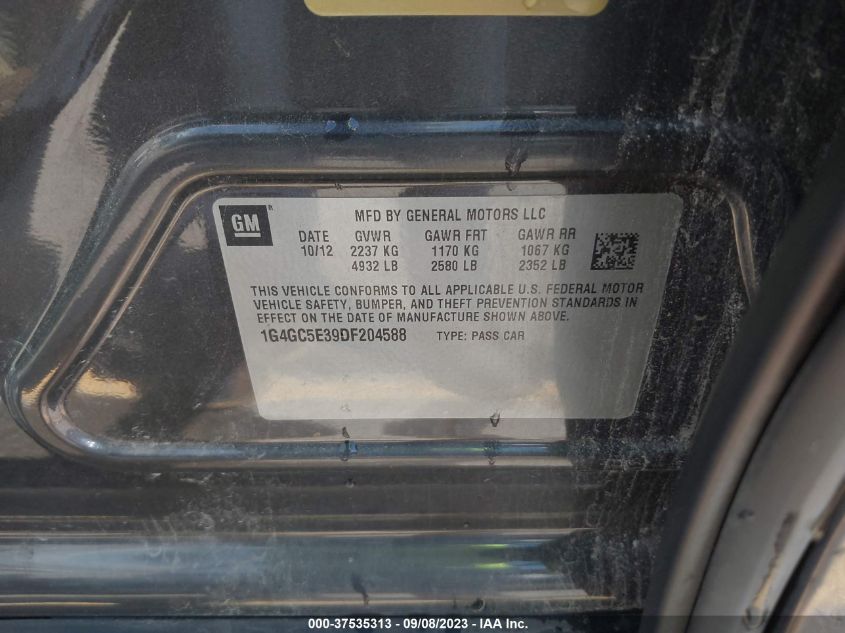 GM
MFD BY GENERAL MOTORS LLC
DATE GVWR GAWR FRT GAWR RR
10/12 2237 KG 1170 KG 1067 KG
4932 LB 2580 LB 2352 LB
THIS VEHICLE CONFORMS TO ALL APPLICABLE U.S. FEDERAL MOTOR
VEHICLE SAFETY, BUMPER, AND THEFT PREVENTION STANDARDS IN
EFFECT ON THE DATE OF MANUFACTURE SHOWN ABOVE.
1G4GC5E39DF204588 TYPE: PASS CAR
000-37535313 - 09/08/2023 - IAA Inc.